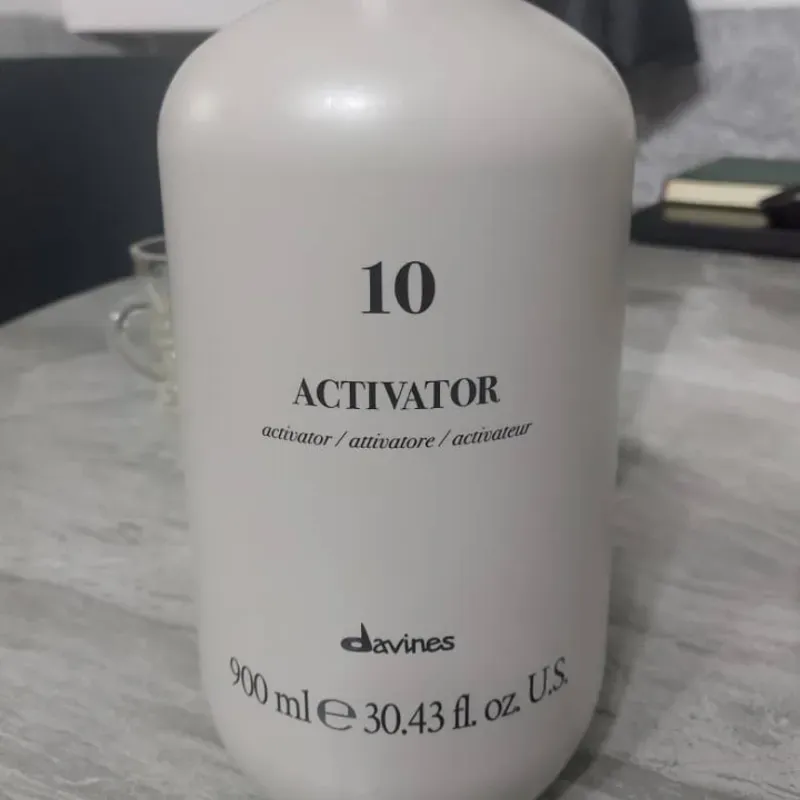 10
ACTIVATOR
activator / attivatore / activateur
davines
900 ml e 30.43 fl. oz. U.S.